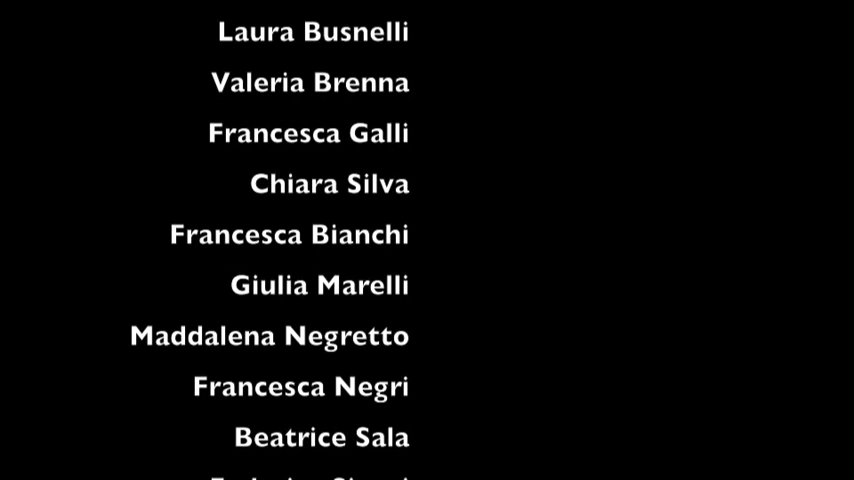 Laura Busnelli
Valeria Brenna
Francesca Galli
Chiara Silva
Francesca Bianchi
Giulia Marelli
Maddalena Negretto
Francesca Negri
Beatrice Sala